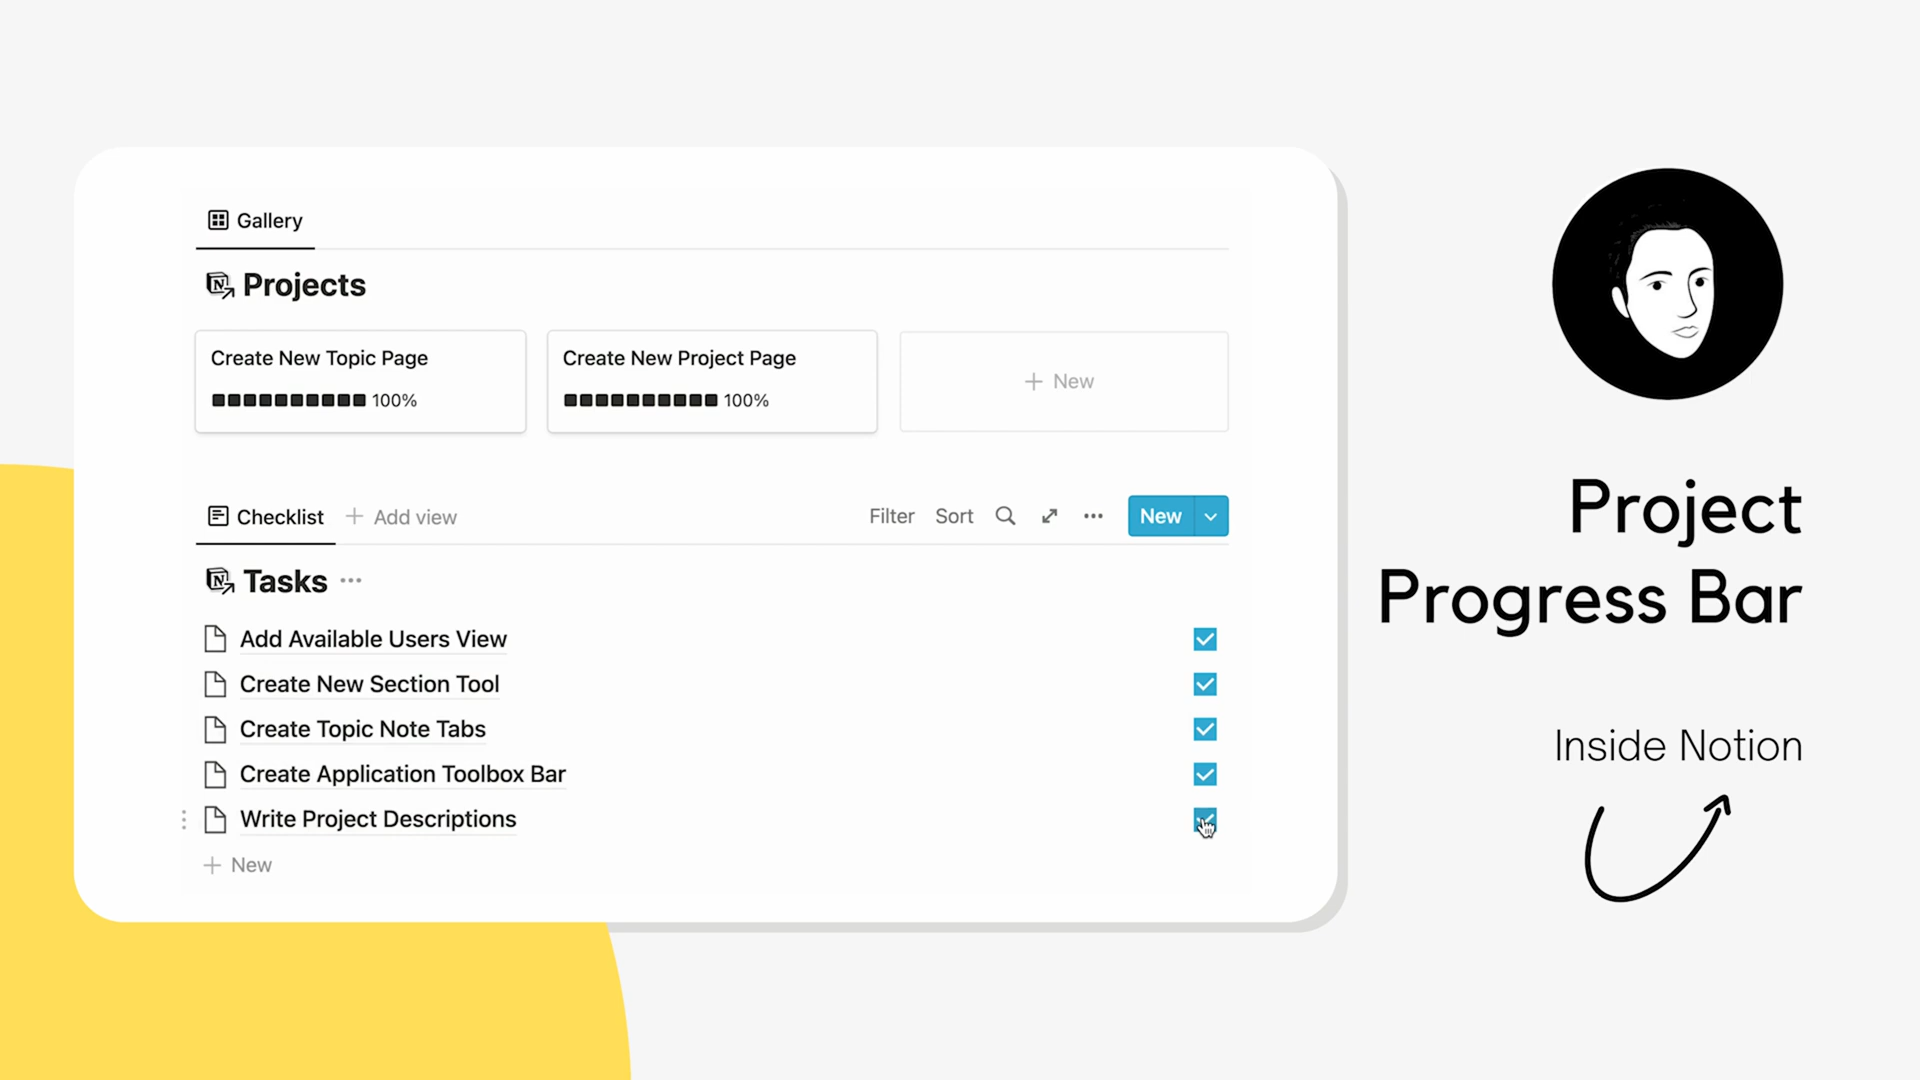 Gallery
Projects
Create New Topic Page
100%
Create New Project Page
100%
+ New
Checklist
+ Add view
Filter
Sort
New
Tasks
Add Available Users View
Create New Section Tool
Create Topic Note Tabs
Create Application Toolbox Bar
Write Project Descriptions
+ New
Project
Progress Bar
Inside Notion